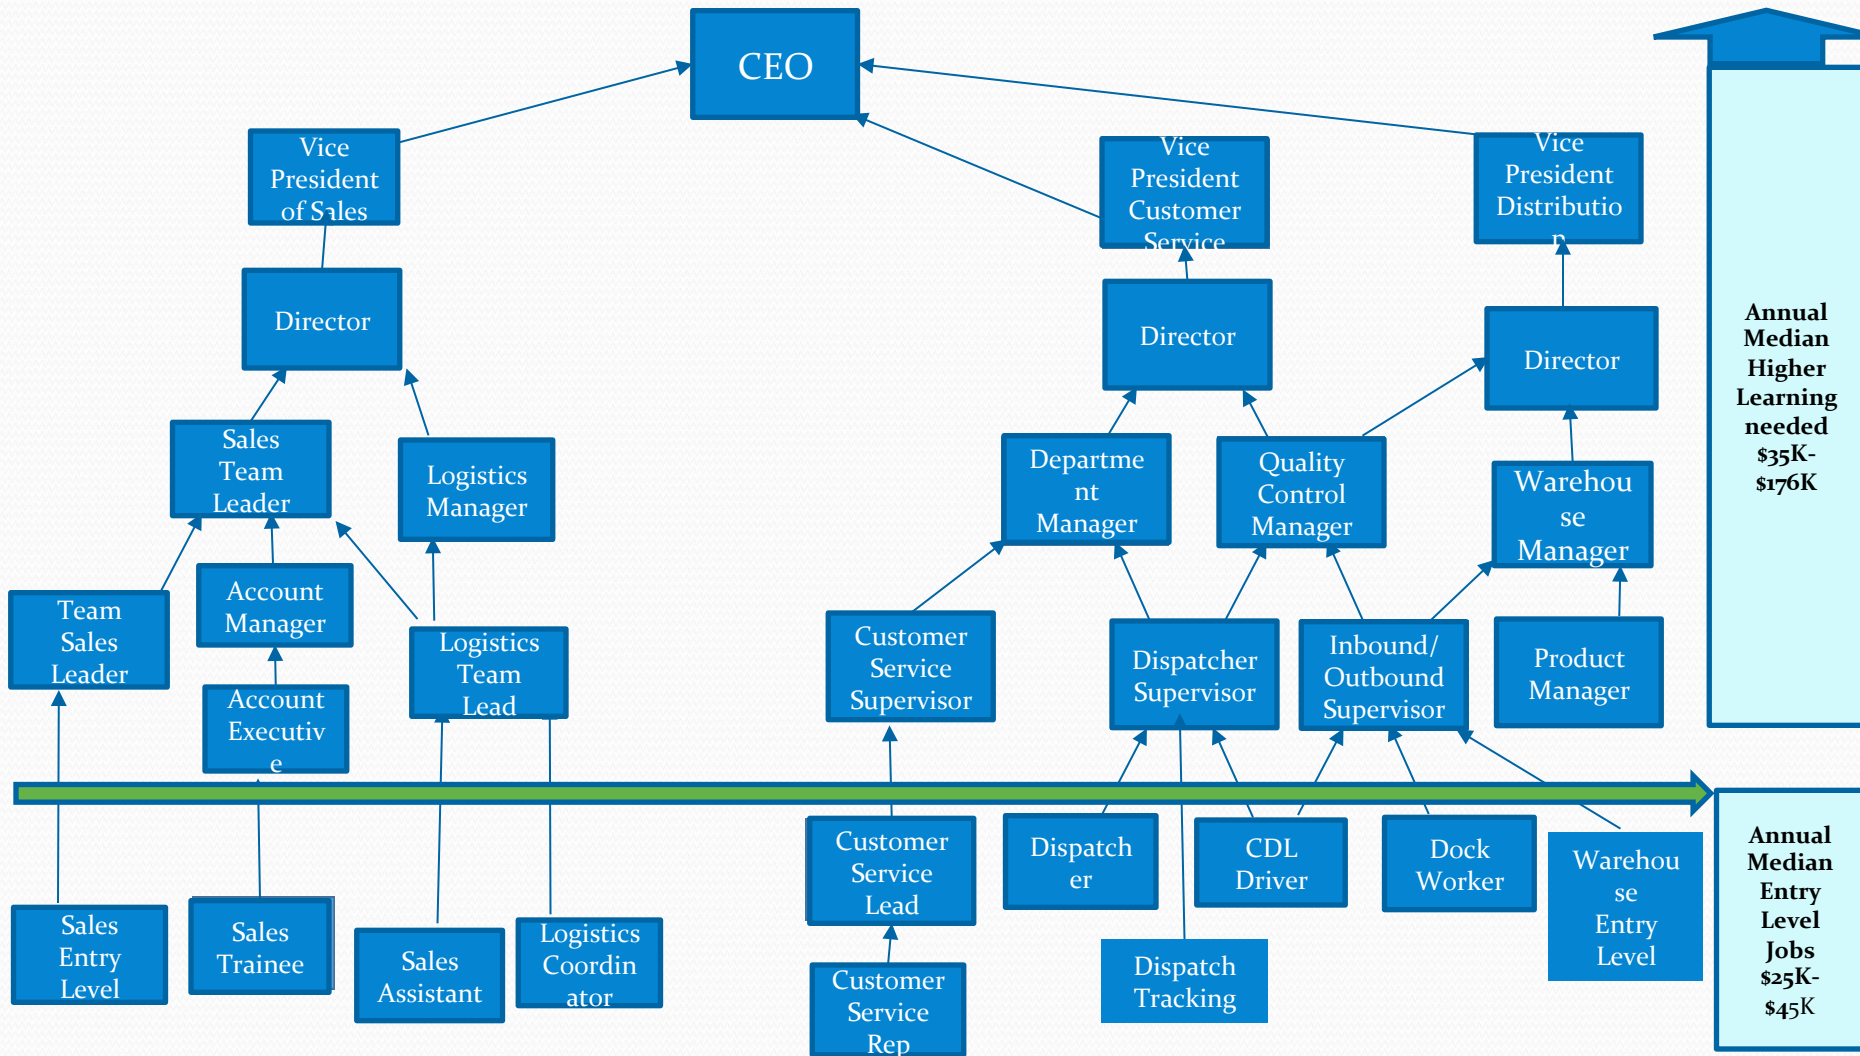 CEO
Vice
President
of Sales
Vice
President
Customer
Service
Vice
President
Distributio
n
Director
Director
Director
Sales
Team
Leader
Logistics
Manager
Departme
nt
Manager
Quality
Control
Manager
Warehou
se
Manager
Team
Sales
Leader
Account
Manager
Logistics
Team
Lead
Customer
Service
Supervisor
Dispatcher
Supervisor
Inbound/
Outbound
Supervisor
Product
Manager
Account
Executiv
e
Annual
Median
Higher
Learning
needed
$35K-
$176K
Customer
Service
Lead
Dispatch
er
CDL
Driver
Dock
Worker
Warehou
se
Entry
Level
Sales
Entry
Level
Sales
Trainee
Sales
Assistant
Logistics
Coordin
ator
Customer
Service
Rep
Dispatch
Tracking
Annual
Median
Entry
Level
Jobs
$25K-
$45K